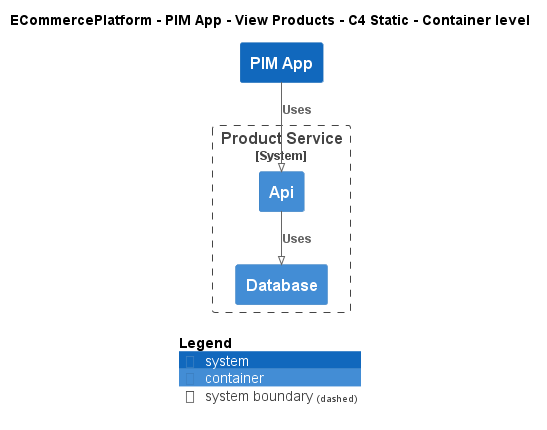 ECommercePlatform - PIM App - View Products - C4 Static - Container level
PIM App
Uses
Product Service
[System]
Api
Uses
Database
Legend
system
container
system boundary (dashed)